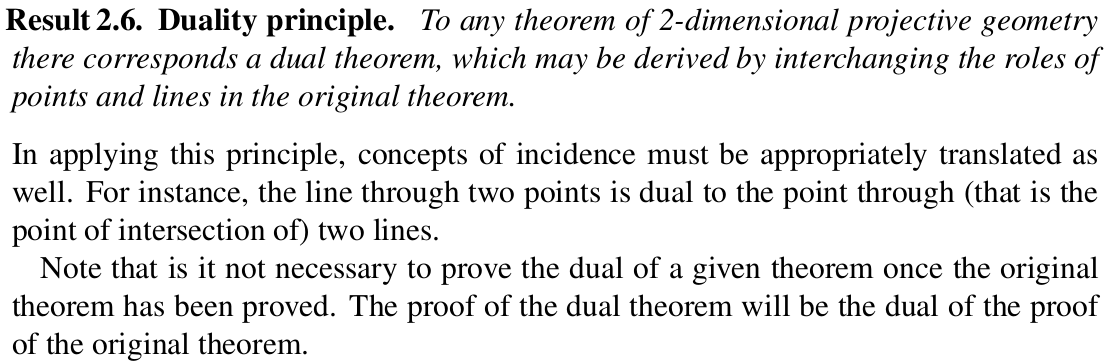 Result 2.6. Duality principle. To any theorem of 2-dimensional projective geometry
there corresponds a dual theorem, which may be derived by interchanging the roles of
points and lines in the original theorem.
In applying this principle, concepts of incidence must be appropriately translated as
well. For instance, the line through two points is dual to the point through (that is the
point of intersection of) two lines.
Note that is it not necessary to prove the dual of a given theorem once the original
theorem has been proved. The proof of the dual theorem will be the dual of the proof
of the original theorem.